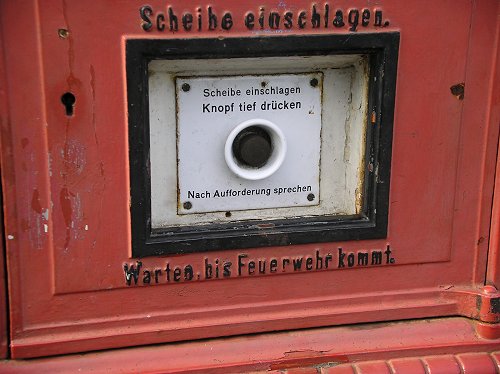 Scheibe einschlagen.
Scheibe einschlagen
Knopf tief drücken
Nach Aufforderung sprechen
Warten, bis Feuerwehr kommt.